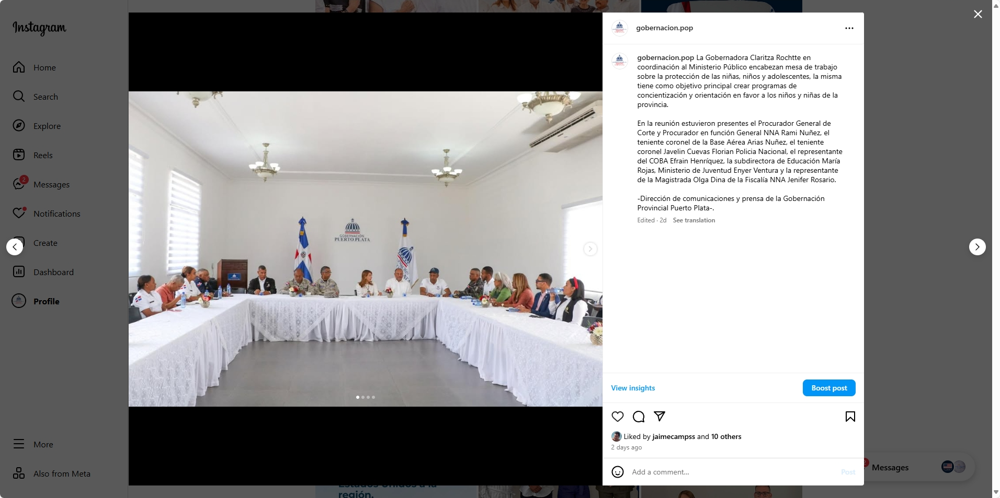 Instagram
Home
Search
Explore
Reels
2
Messages
Notifications
Create
Dashboard
Profile
More
Also from Meta
GOBERNACIÓN
PUERTO PLATA
gobernacion.pop
gobernacion.pop La Gobernadora Claritza Rochtte en
coordinación al Ministerio Público encabezan mesa de trabajo
sobre la protección de las niñas, niños y adolescentes, la misma
tiene como objetivo principal crear programas de
concientización y orientación en favor a los niños y niñas de la
provincia.
En la reunión estuvieron presentes el Procurador General de
Corte y Procurador en función General NNA Rami Nuñez, el
teniente coronel de la Base Aérea Arias Nuñez, el teniente
coronel Javelin Cuevas Florian Policia Nacional, el representante
del COBA Efrain Henríquez, la subdirectora de Educación María
Rojas, Ministerio de Juventud Enyer Ventura y la representante
de la Magistrada Olga Dina de la Fiscalía NNA Jenifer Rosario.
-Dirección de comunicaciones y prensa de la Gobernación
Provincial Puerto Plata-.
Edited · 2d See translation
View insights
Boost post
Liked by jaimecampss and 10 others
2 days ago
Add a comment...
Post
Messages
Estados Unidos a la
región.